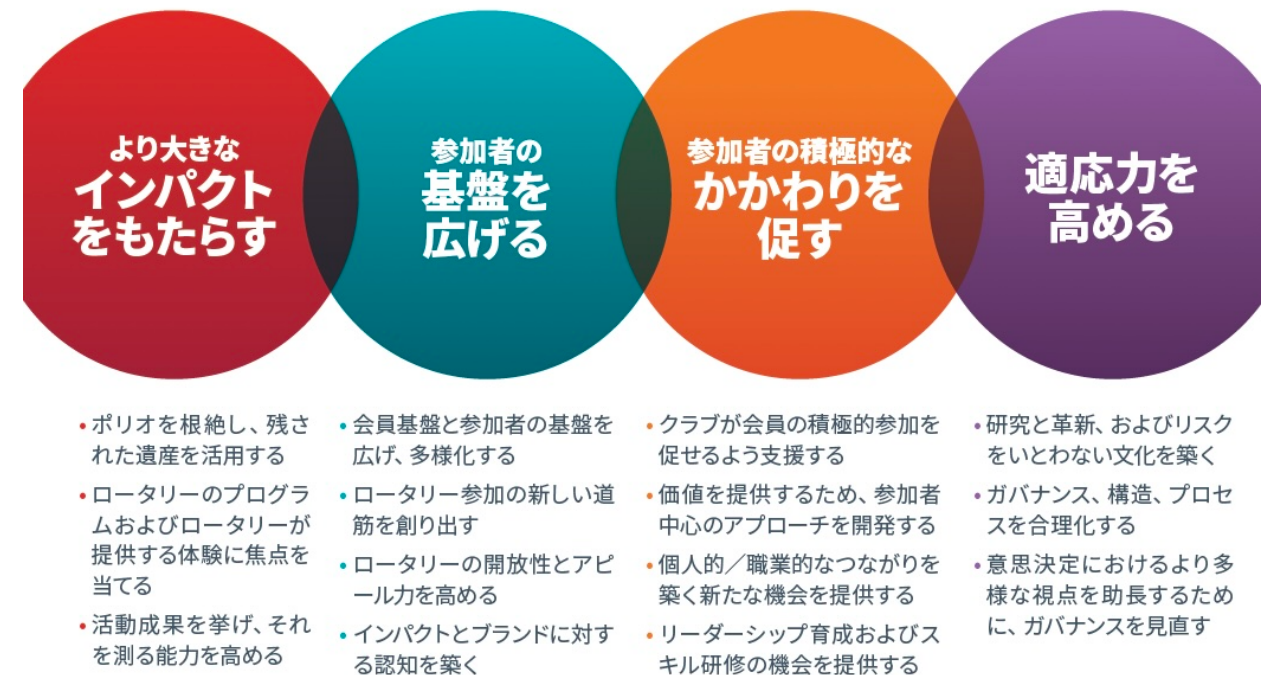 より大きな
インパクト
をもたらす
参加者の
基盤を
広げる
参加者の積極的な
かかわりを
促す
適応力を
高める
•ポリオを根絶し、残さ
れた遺産を活用する
•ロータリーのプログラ
ムおよびロータリーが
提供する体験に焦点を
当てる
•活動成果を挙げ、それ
を測る能力を高める
•会員基盤と参加者の基盤を
広げ、多様化する
•ロータリー参加の新しい道
筋を創り出す
•ロータリーの開放性とアピ
ール力を高める
•インパクトとブランドに対す
る認知を築く
•クラブが会員の積極的参加を
促せるよう支援する
•価値を提供するため、参加者
中心のアプローチを開発する
•個人的／職業的なつながりを
築く新たな機会を提供する
•リーダーシップ育成およびス
キル研修の機会を提供する
•研究と革新、およびリスク
をいとわない文化を築く
•ガバナンス、構造、プロセ
スを合理化する
•意思決定におけるより多
様な視点を助長するため
に、ガバナンスを見直す